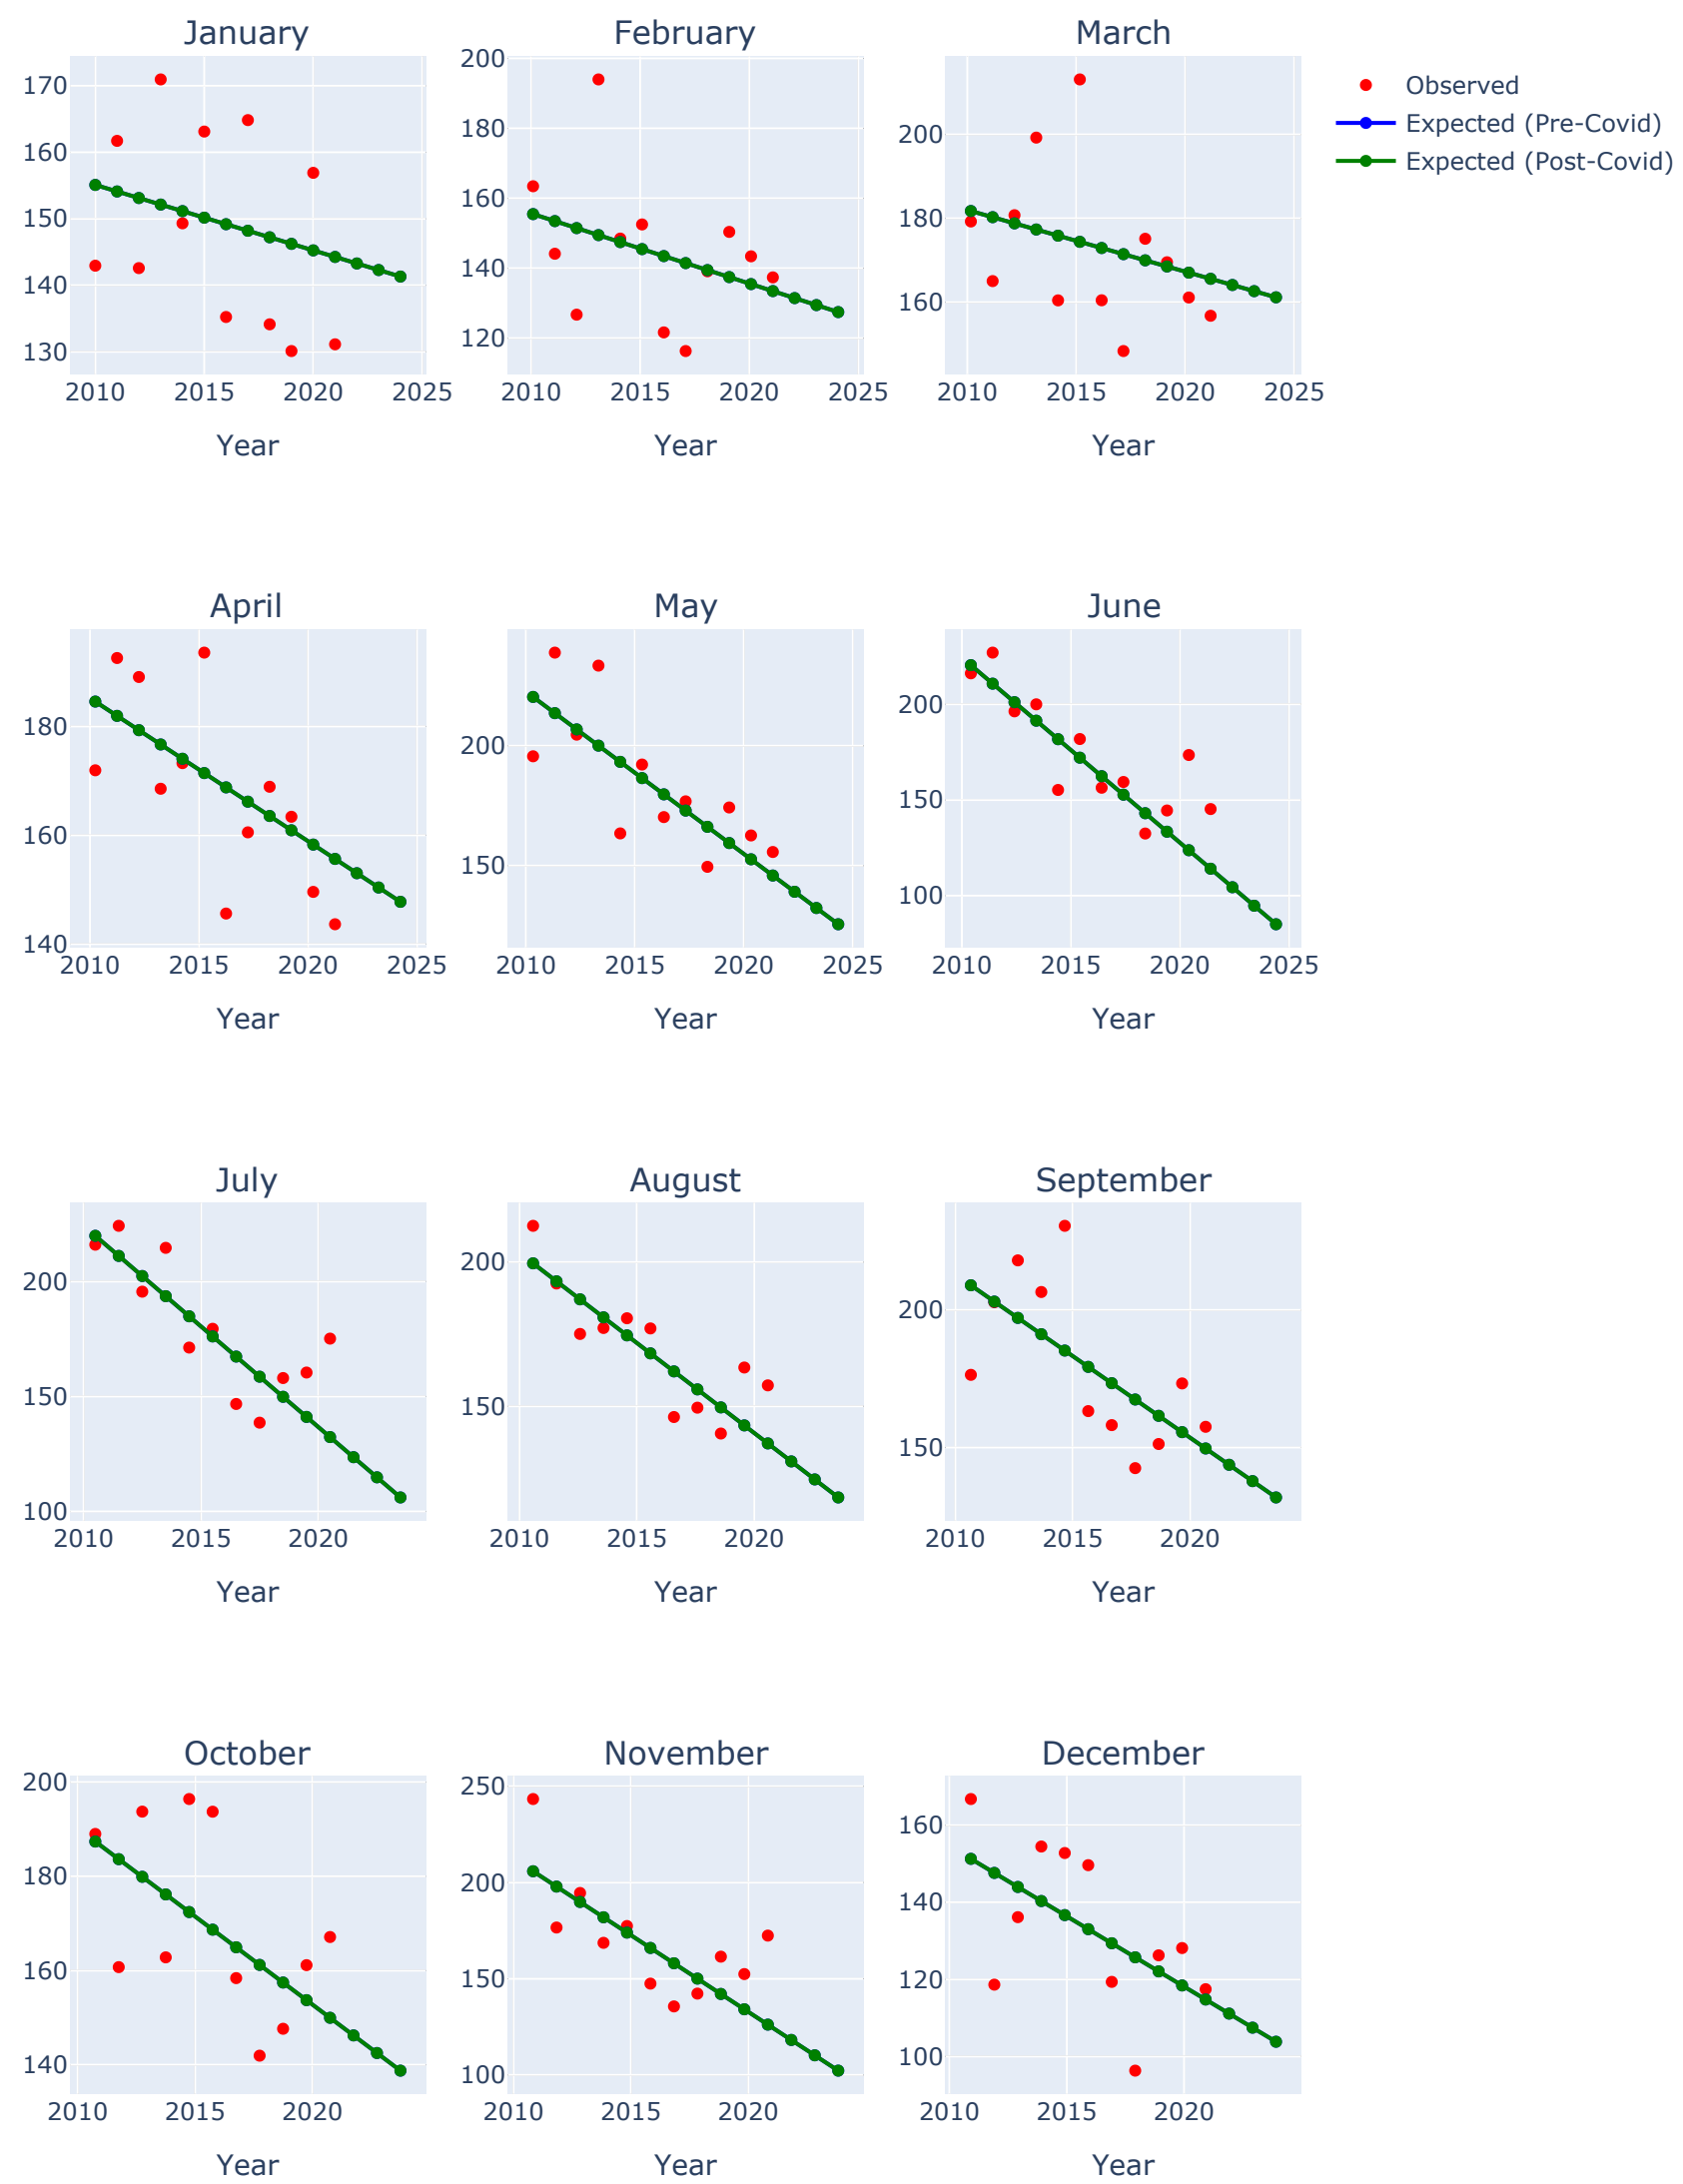 January February March
200
170
180
200
160
160
180
150
140
140
160
130
120
2010 2015 2020 2025 2010 2015 2020 2025 2010 2015 2020 2025
Year Year Year
Observed
Expected (Pre-Covid)
Expected (Post-Covid)
April May June
180
200
200
160
150
150
140
100
2010 2015 2020 2025 2010 2015 2020 2025 2010 2015 2020 2025
Year Year Year
July August September
200
200
200
150
150
150
100
2010 2015 2020 2010 2015 2020 2010 2015 2020
Year Year Year
October November December
200
250
160
180
200
140
160
150
120
140
100
100
2010 2015 2020 2010 2015 2020 2010 2015 2020
Year Year Year